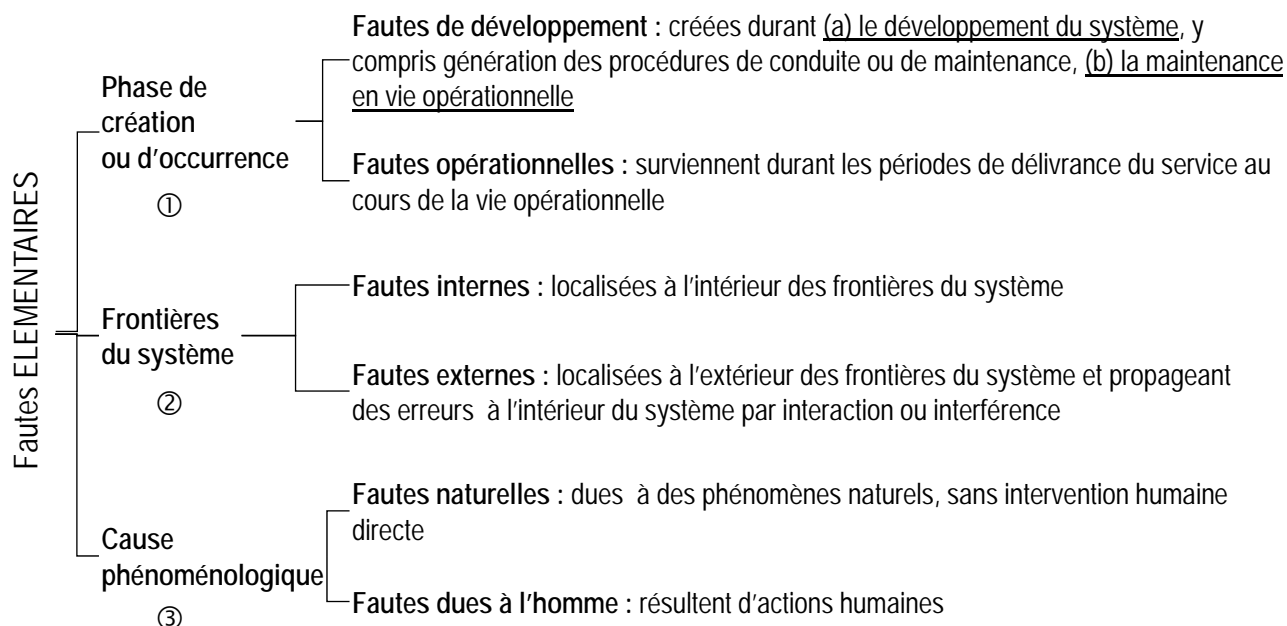 Fautes ELEMENTAIRES
Phase de
création
ou d'occurrence
①
Fautes de développement : créées durant (a) le développement du système, y
compris génération des procédures de conduite ou de maintenance, (b) la maintenance
en vie opérationnelle
Fautes opérationnelles : surviennent durant les périodes de délivrance du service au
cours de la vie opérationnelle
Frontières
du système
②
Fautes internes : localisées à l'intérieur des frontières du système
Fautes externes : localisées à l'extérieur des frontières du système et propageant
des erreurs à l'intérieur du système par interaction ou interférence
Cause
phénoménologique
③
Fautes naturelles : dues à des phénomènes naturels, sans intervention humaine
directe
Fautes dues à l'homme : résultent d'actions humaines